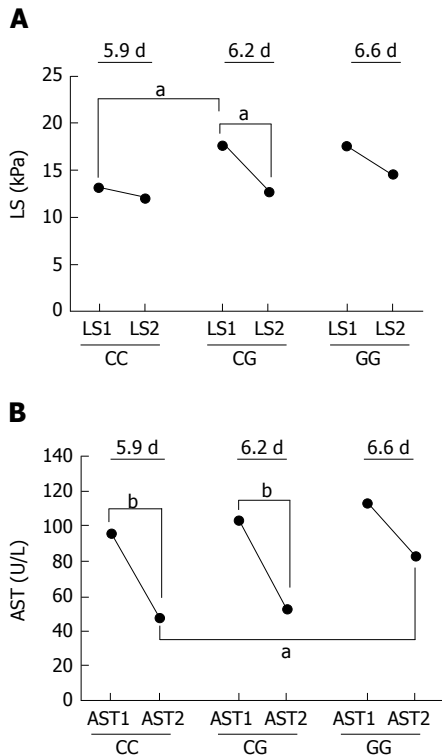 A
5.9 d 6.2 d 6.6 d
25
20
15
10
5
0
LS (kPa)
a
a
LS1 LS2 LS1 LS2 LS1 LS2
CC CG GG
B
5.9 d 6.2 d 6.6 d
140
120
100
80
60
40
20
0
AST (U/L)
b b
a
AST1 AST2 AST1 AST2 AST1 AST2
CC CG GG